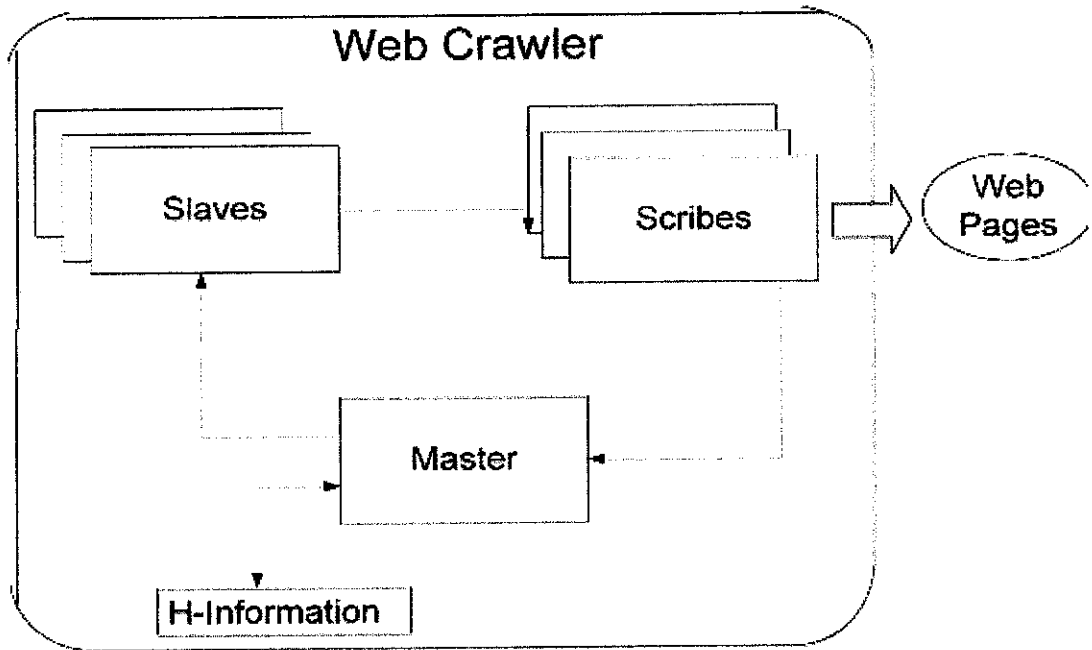 Web Crawler
Slaves
Scribes
Web
Pages
Master
H-Information